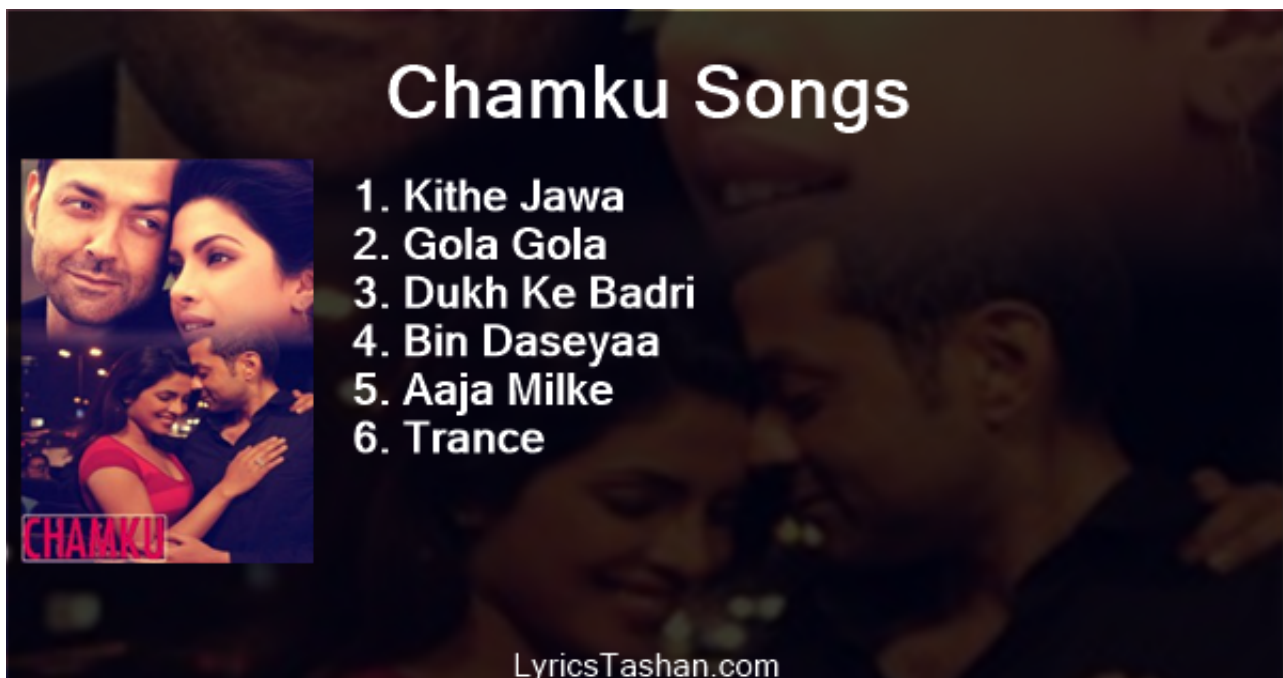 Chamku Songs
1. Kithe Jawa
2. Gola Gola
3. Dukh Ke Badri
4. Bin Daseyaa
5. Aaja Milke
6. Trance
CHAMKU
LyricsTashan.com